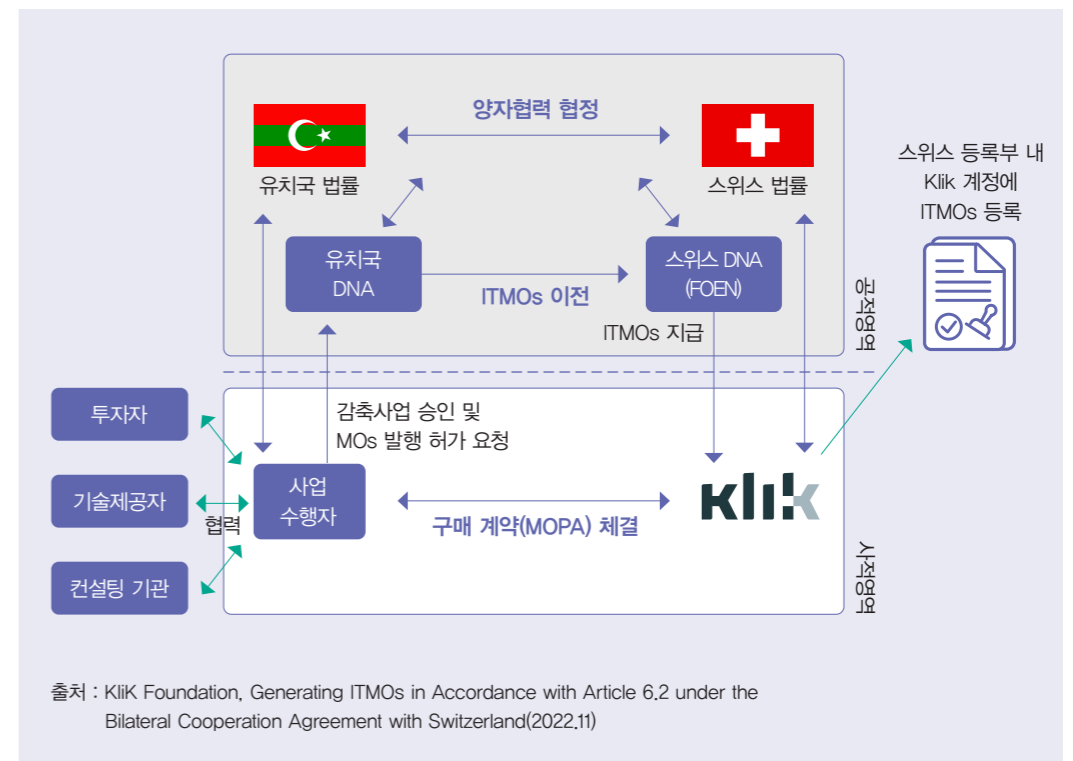 양자협력 협정
유치국 법률
스위스 법률
스위스 등록부 내
Klik 계정에
ITMOs 등록
유치국
DNA
스위스 DNA
(FOEN)
ITMOs 이전
ITMOs 지급
공적영역
투자자
기술제공자
컨설팅 기관
협력
감축사업 승인 및
MOs 발행 허가 요청
사업
수행자
구매 계약(MOPA) 체결
klik
사적영역
출처 : KliK Foundation, Generating ITMOs in Accordance with Article 6.2 under the
Bilateral Cooperation Agreement with Switzerland(2022.11)